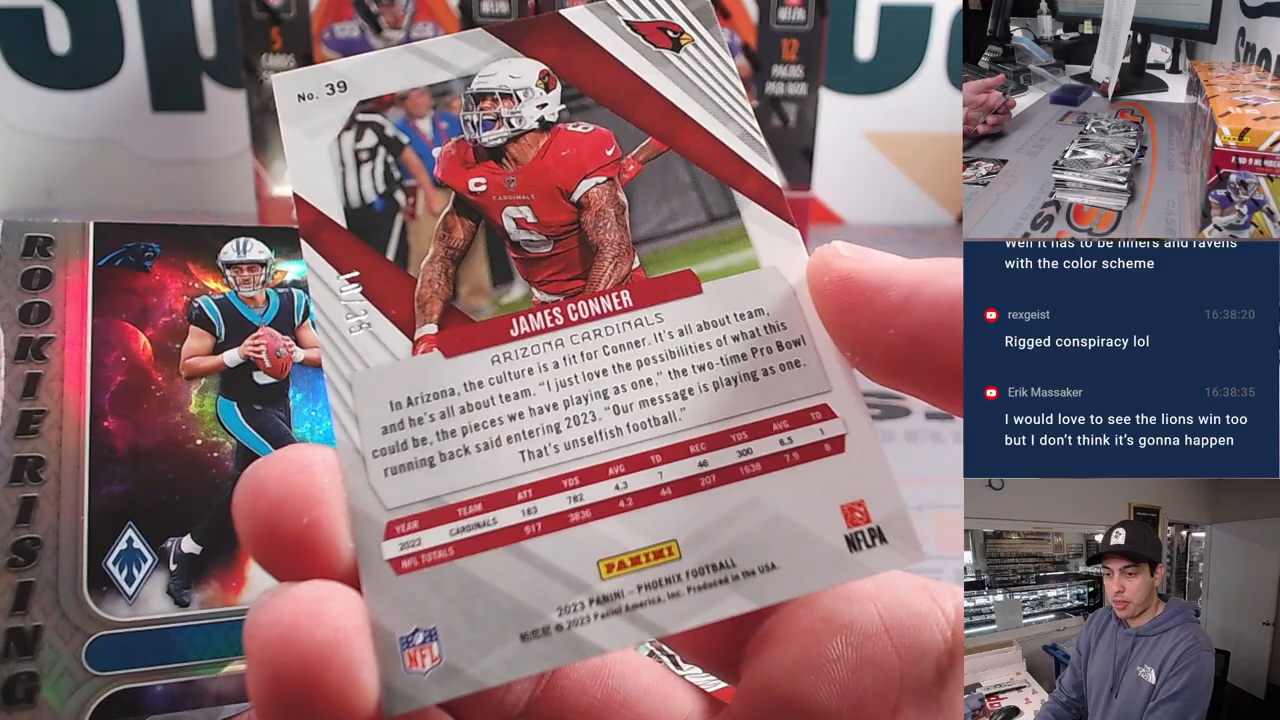 5
CARDS
12
PACKS
PER BOX
No. 39
CARDINALS
6
C
JAMES CONNER
ARIZONA CARDINALS
In Arizona, the culture is a fit for Conner. It's all about team,
and he's all about team. "I just love the possibilities of what this
could be, the pieces we have playing as one," the two-time Pro Bowl
running back said entering 2023. "Our message is playing as one.
That's unselfish football."
YEAR TEAM ATT YDS AVG TD REC YDS AVG TD
2022 CARDINALS 183 782 4.3 7 46 300 6.5 1
NFL TOTALS 917 3836 4.2 44 207 1638 7.9 8
PANINI
2023 PANINI – PHOENIX FOOTBALL
© 2023 Panini America, Inc. Produced in the USA.
NFL
NFLPA
ROOKIE RISING
Well it has to be niners and ravens
with the color scheme
rexgeist 16:38:20
Rigged conspiracy lol
Erik Massaker 16:38:35
I would love to see the lions win too
but I don't think it's gonna happen